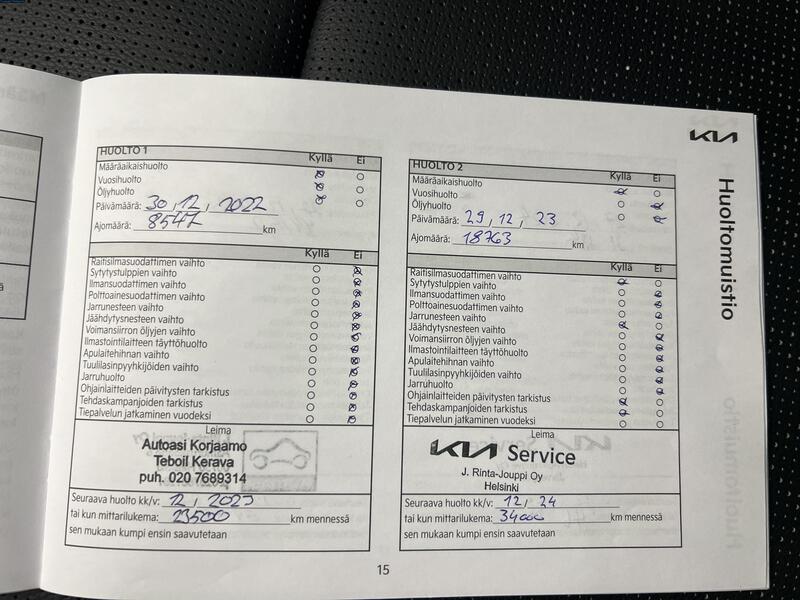 KIA
Huoltomuistio
HUOLTO 1
Kyllä Ei
Määräaikaishuolto
Vuosihuolto
Öljyhuolto
Päivämäärä: 30, 12, 2022
Ajomäärä: 8547 km
Kyllä Ei
Raitisilmasuodattimen vaihto
Sytytystulppien vaihto
Ilmansuodattimen vaihto
Polttoainesuodattimen vaihto
Jarrunesteen vaihto
Jäähdytysnesteen vaihto
Voimansiirron öljyjen vaihto
Ilmastointilaitteen täyttöhuolto
Apulaitehihnan vaihto
Tuulilasinpyyhkijöiden vaihto
Jarruhuolto
Ohjainlaitteiden päivitysten tarkistus
Tehdaskampanjoiden tarkistus
Tiepalvelun jatkaminen vuodeksi
Leima
Autoasi Korjaamo
Teboil Kerava
puh. 020 7689314
Seuraava huolto kk/v: 12, 2023
tai kun mittarilukema: 23500 km mennessä
sen mukaan kumpi ensin saavutetaan
HUOLTO 2
Kyllä Ei
Määräaikaishuolto
Vuosihuolto
Öljyhuolto
Päivämäärä: 29, 12, 23
Ajomäärä: 18763 km
Kyllä Ei
Raitisilmasuodattimen vaihto
Sytytystulppien vaihto
Ilmansuodattimen vaihto
Polttoainesuodattimen vaihto
Jarrunesteen vaihto
Jäähdytysnesteen vaihto
Voimansiirron öljyjen vaihto
Ilmastointilaitteen täyttöhuolto
Apulaitehihnan vaihto
Tuulilasinpyyhkijöiden vaihto
Jarruhuolto
Ohjainlaitteiden päivitysten tarkistus
Tehdaskampanjoiden tarkistus
Tiepalvelun jatkaminen vuodeksi
Leima
KIA Service
J. Rinta-Jouppi Oy
Helsinki
Seuraava huolto kk/v: 12, 24
tai kun mittarilukema: 34000 km mennessä
sen mukaan kumpi ensin saavutetaan
15